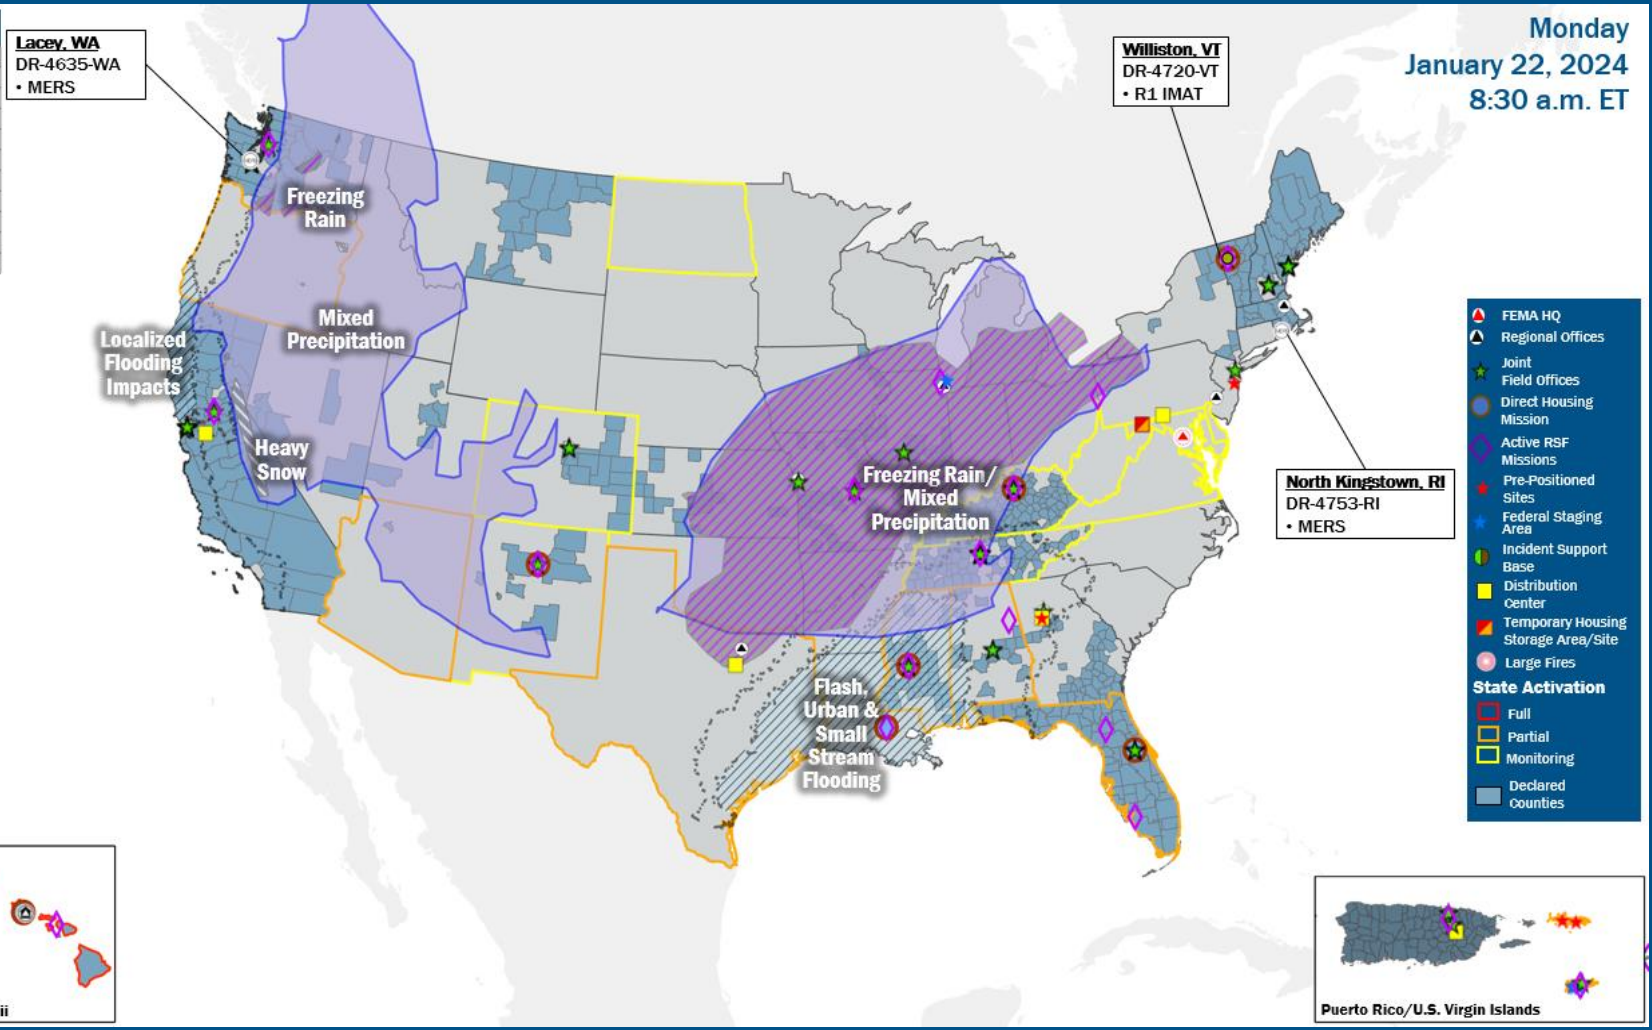 Monday
January 22, 2024
8:30 a.m. ET
Lacey, WA
DR-4635-WA
• MERS
Williston, VT
DR-4720-VT
• R1 IMAT
Freezing
Rain
Mixed
Precipitation
Localized
Flooding
Impacts
Heavy
Snow
Freezing Rain/
Mixed
Precipitation
Flash,
Urban &
Small
Stream
Flooding
North Kingstown, RI
DR-4753-RI
• MERS
FEMA HQ
Regional Offices
Joint
Field Offices
Direct Housing
Mission
Active RSF
Missions
Pre-Positioned
Sites
Federal Staging
Area
Incident Support
Base
Distribution
Center
Temporary Housing
Storage Area/Site
Large Fires
State Activation
Full
Partial
Monitoring
Declared
Counties
ii
Puerto Rico/U.S. Virgin Islands